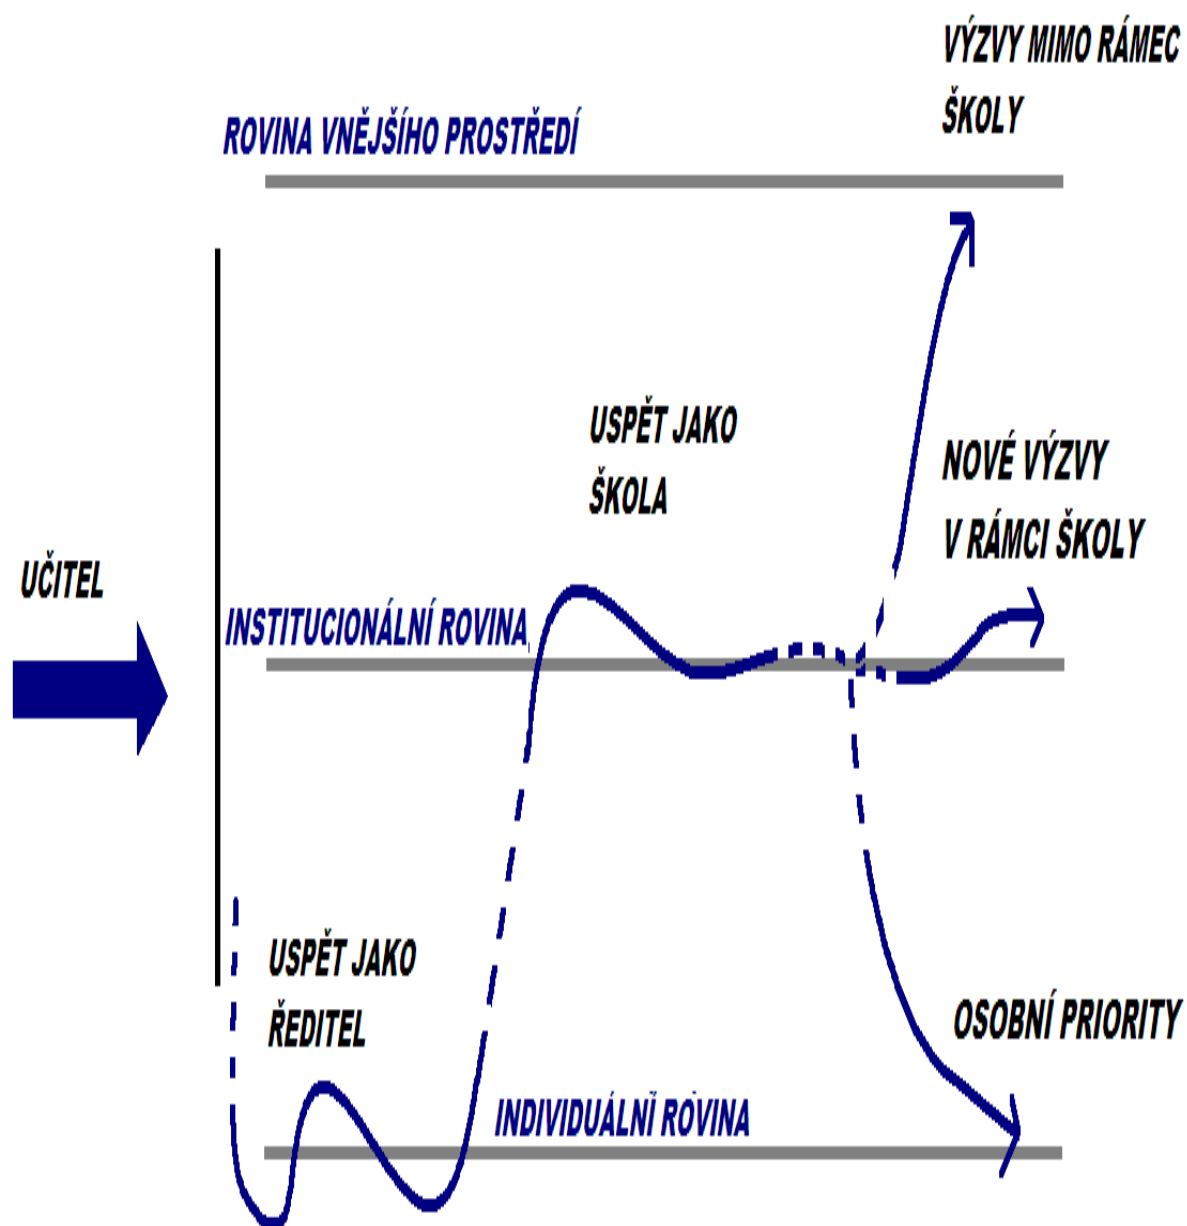 VÝZVY MIMO RÁMEC
ŠKOLY
ROVINA VNĚJŠÍHO PROSTŘEDÍ
USPĚT JAKO
ŠKOLA
NOVÉ VÝZVY
V RÁMCI ŠKOLY
UČITEL
INSTITUCIONÁLNÍ ROVINA
USPĚT JAKO
ŘEDITEL
OSOBNÍ PRIORITY
INDIVIDUÁLNÍ ROVINA